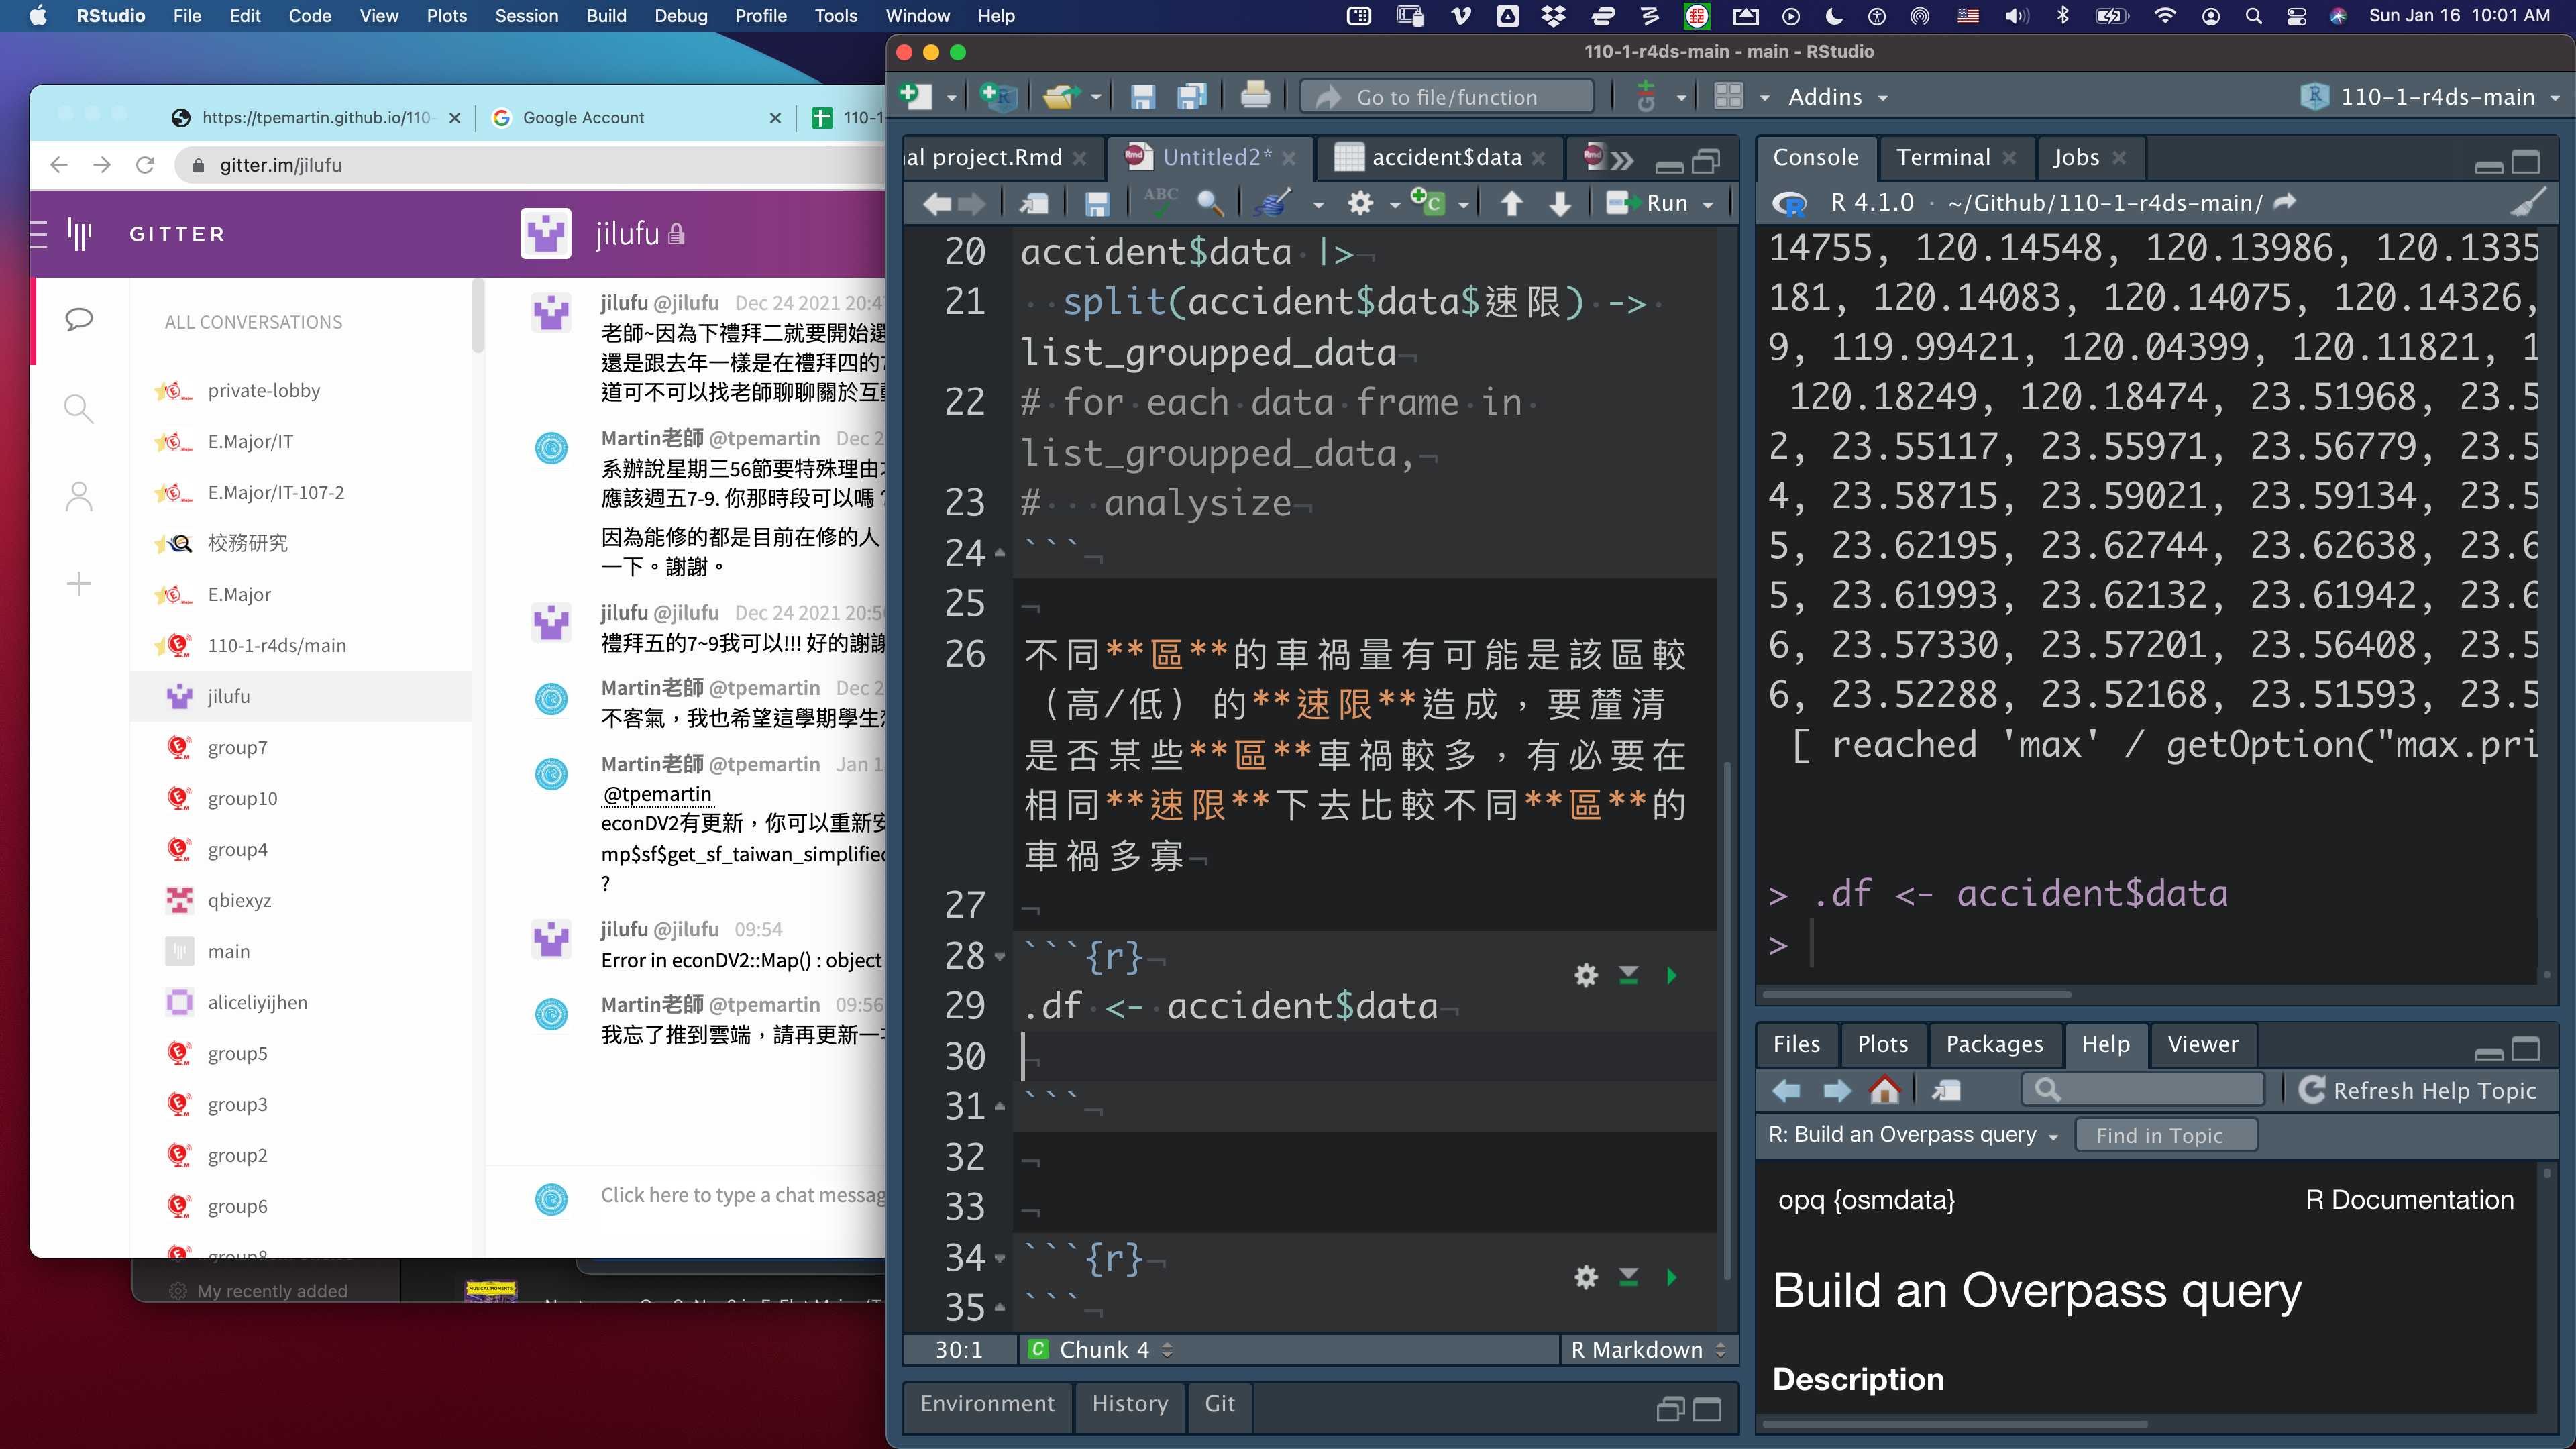 RStudio File Edit Code View Plots Session Build Debug Profile Tools Window Help Sun Jan 16 10:01 AM
https://tpemartin.github.io/110- Google Account 110-1
gitter.im/jilufu
GITTER
jilufu
ALL CONVERSATIONS
private-lobby
E.Major/IT
E.Major/IT-107-2
校務研究
E.Major
110-1-r4ds/main
jilufu
group7
group10
group4
qbiexyz
main
aliceliyijhen
group5
group3
group2
group6
group8
jilufu @jilufu Dec 24 2021 20:4
老師~因為下禮拜二就要開始選
還是跟去年一樣是在禮拜四的
道可不可以找老師聊聊關於互
Martin老師 @tpemartin Dec 2
系辦說星期三56節要特殊理由
應該週五7-9. 你那時段可以嗎
因為能修的都是目前在修的人
一下。謝謝。
jilufu @jilufu Dec 24 2021 20:5
禮拜五的7~9我可以!!! 好的謝謝
Martin老師 @tpemartin Dec 2
不客氣，我也希望這學期學生
Martin老師 @tpemartin Jan 1
@tpemartin
econDV2有更新，你可以重新安
mp$sf$get_sf_taiwan_simplified
?
jilufu @jilufu 09:54
Error in econDV2::Map() : object
Martin老師 @tpemartin 09:56
我忘了推到雲端，請再更新一
Click here to type a chat messag
My recently added
110-1-r4ds-main - main - RStudio
Go to file/function
Addins
110-1-r4ds-main
al project.Rmd
Untitled2*
accident$data
ABC
Run
20 accident$data |>
21 split(accident$data$速限) ->
list_groupped_data
22 # for each data frame in
list_groupped_data,
23 # analysize
24 ```
25
26 不同**區**的車禍量有可能是該區較
（高/低）的**速限**造成，要釐清
是否某些**區**車禍較多，有必要在
相同**速限**下去比較不同**區**的
車禍多寡
27
28 ```{r}
29 .df <- accident$data
30
31 ```
32
33
34 ```{r}
35 ```
30:1 Chunk 4 R Markdown
Environment History Git
Console Terminal Jobs
R 4.1.0 · ~/Github/110-1-r4ds-main/
14755, 120.14548, 120.13986, 120.1335
181, 120.14083, 120.14075, 120.14326,
9, 119.99421, 120.04399, 120.11821, 1
120.18249, 120.18474, 23.51968, 23.5
2, 23.55117, 23.55971, 23.56779, 23.5
4, 23.58715, 23.59021, 23.59134, 23.5
5, 23.62195, 23.62744, 23.62638, 23.6
5, 23.61993, 23.62132, 23.61942, 23.6
6, 23.57330, 23.57201, 23.56408, 23.5
6, 23.52288, 23.52168, 23.51593, 23.5
[ reached 'max' / getOption("max.pri
> .df <- accident$data
>
Files Plots Packages Help Viewer
Refresh Help Topic
R: Build an Overpass query
Find in Topic
opq {osmdata} R Documentation
Build an Overpass query
Description